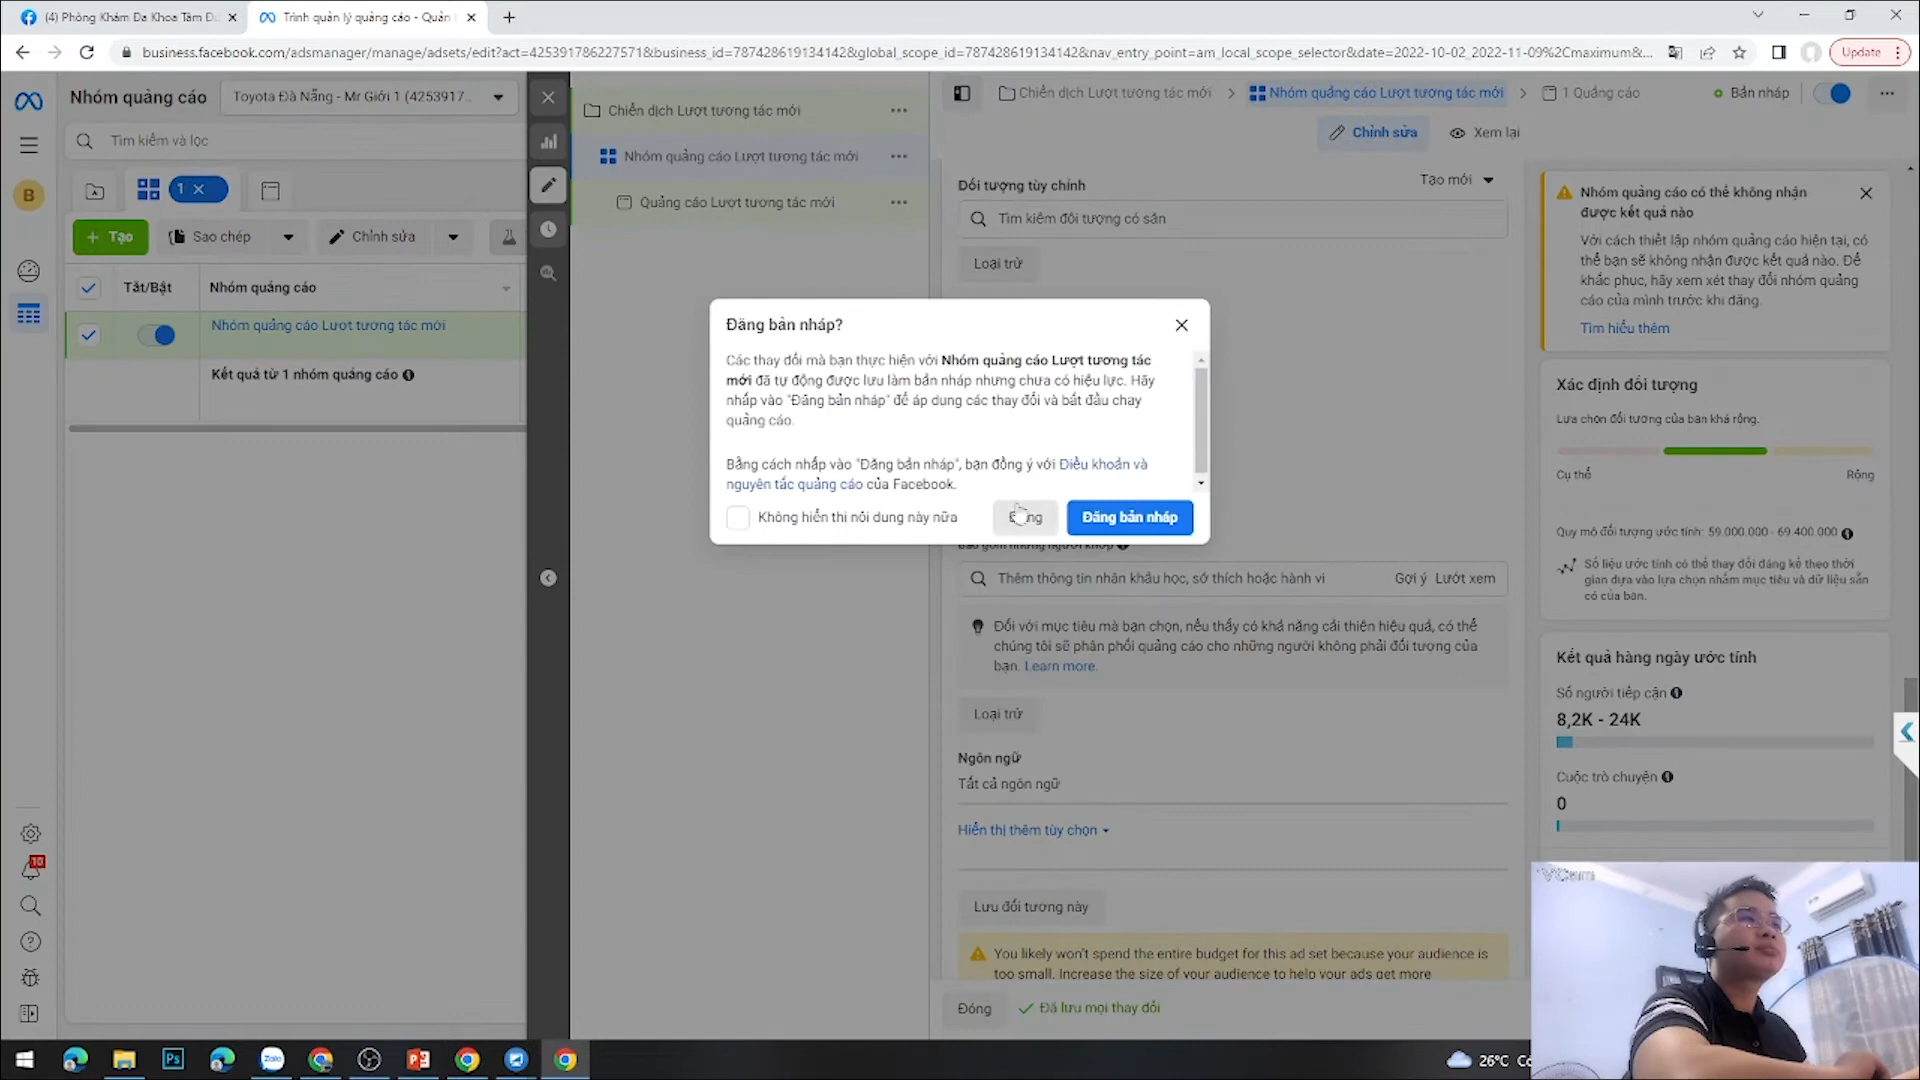 (4) Phòng Khám Đa Khoa Tâm Đ
Trình quản lý quảng cáo - Quản l
business.facebook.com/adsmanager/manage/adsets/edit?act=425391786227571&business_id=787428619134142&global_scope_id=787428619134142&nav_entry_point=am_local_scope_selector&date=2022-10-02_2022-11-09%2Cmaximum&...
Update
Nhóm quảng cáo
Toyota Đà Nẵng - Mr Giới 1 (4253917...
Tìm kiếm và lọc
B
1
Tạo
Sao chép
Chỉnh sửa
Tắt/Bật
Nhóm quảng cáo
Nhóm quảng cáo Lượt tương tác mới
Kết quả từ 1 nhóm quảng cáo
10
Chiến dịch Lượt tương tác mới
Nhóm quảng cáo Lượt tương tác mới
Quảng cáo Lượt tương tác mới
Chiến dịch Lượt tương tác mới
Nhóm quảng cáo Lượt tương tác mới
1 Quảng cáo
Bản nháp
Chỉnh sửa
Xem lại
Đối tượng tùy chỉnh
Tạo mới
Tìm kiếm đối tượng có sẵn
Loại trừ
Đăng bản nháp?
Các thay đổi mà bạn thực hiện với Nhóm quảng cáo Lượt tương tác
mới đã tự động được lưu làm bản nháp nhưng chưa có hiệu lực. Hãy
nhấp vào "Đăng bản nháp" để áp dụng các thay đổi và bắt đầu chạy
quảng cáo.
Bằng cách nhấp vào "Đăng bản nháp", bạn đồng ý với Điều khoản và
nguyên tắc quảng cáo của Facebook.
Không hiển thị nội dung này nữa
Đăng bản nháp
Bao gồm những người khớp
Thêm thông tin nhân khẩu học, sở thích hoặc hành vi
Gợi ý
Lướt xem
Đối với mục tiêu mà bạn chọn, nếu thấy có khả năng cải thiện hiệu quả, có thể
chúng tôi sẽ phân phối quảng cáo cho những người không phải đối tượng của
bạn. Learn more.
Loại trừ
Ngôn ngữ
Tất cả ngôn ngữ
Hiển thị thêm tùy chọn
Lưu đối tượng này
You likely won't spend the entire budget for this ad set because your audience is
too small. Increase the size of your audience to help your ads get more
Đóng
Đã lưu mọi thay đổi
Nhóm quảng cáo có thể không nhận
được kết quả nào
Với cách thiết lập nhóm quảng cáo hiện tại, có
thể bạn sẽ không nhận được kết quả nào. Để
khắc phục, hãy xem xét thay đổi nhóm quảng
cáo của mình trước khi đăng.
Tìm hiểu thêm
Xác định đối tượng
Lựa chọn đối tượng của bạn khá rộng.
Cụ thể
Rộng
Quy mô đối tượng ước tính: 59.000.000 - 69.400.000
Số liệu ước tính có thể thay đổi đáng kể theo thời
gian dựa vào lựa chọn nhắm mục tiêu và dữ liệu sẵn
có của bạn.
Kết quả hàng ngày ước tính
Số người tiếp cận
8,2K - 24K
Cuộc trò chuyện
0
Ps
Zalo
26°C